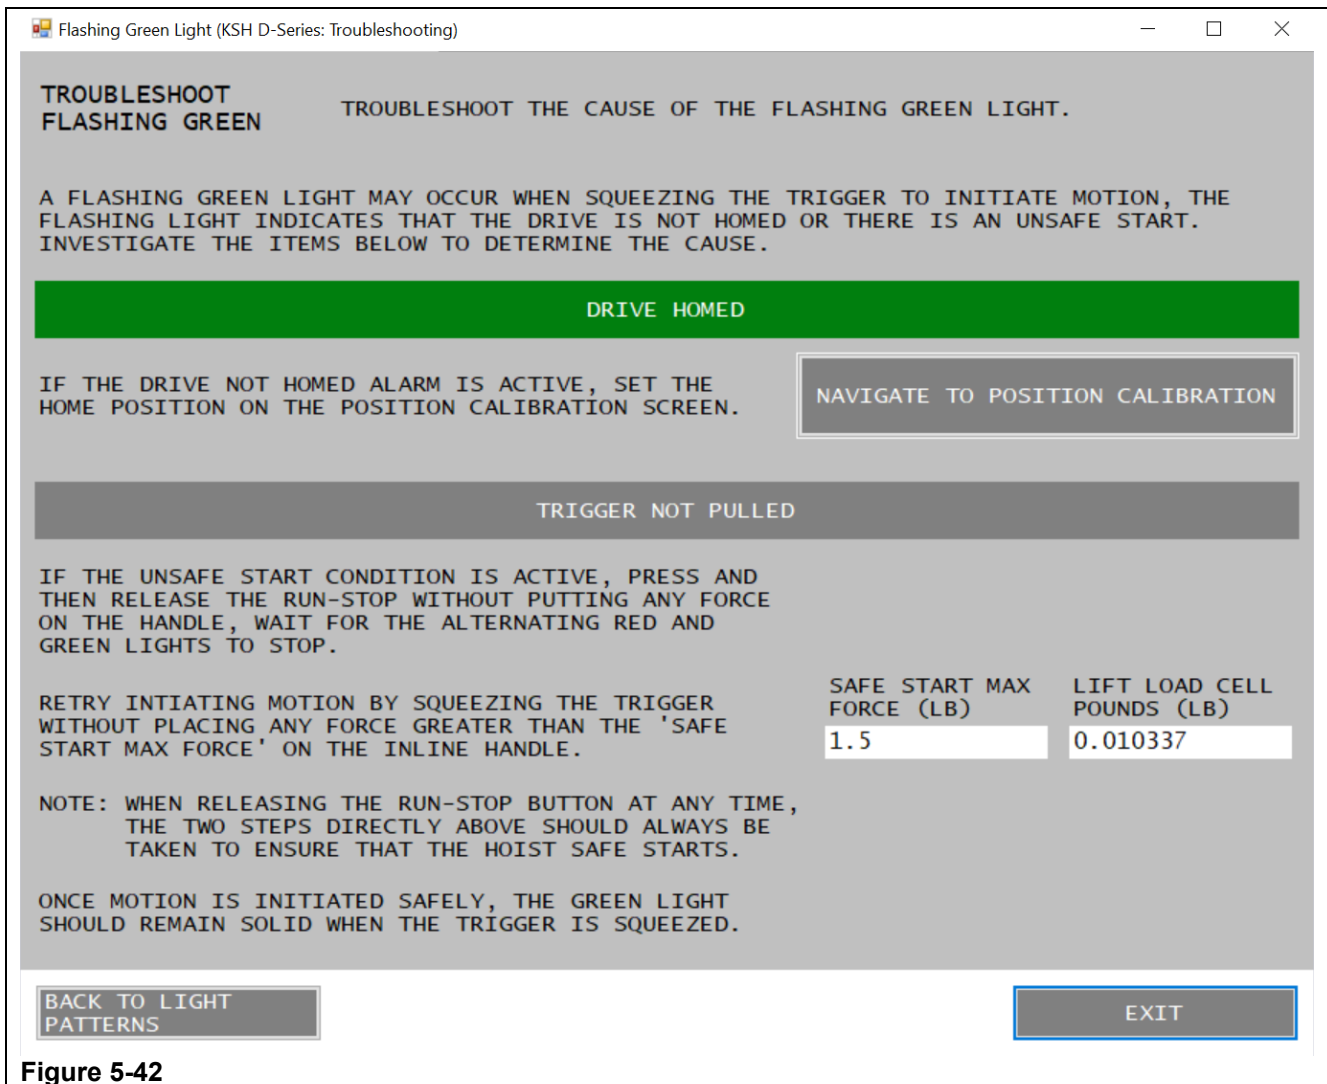 Flashing Green Light (KSH D-Series: Troubleshooting)
TROUBLESHOOT
FLASHING GREEN
TROUBLESHOOT THE CAUSE OF THE FLASHING GREEN LIGHT.
A FLASHING GREEN LIGHT MAY OCCUR WHEN SQUEEZING THE TRIGGER TO INITIATE MOTION, THE
FLASHING LIGHT INDICATES THAT THE DRIVE IS NOT HOMED OR THERE IS AN UNSAFE START.
INVESTIGATE THE ITEMS BELOW TO DETERMINE THE CAUSE.
DRIVE HOMED
IF THE DRIVE NOT HOMED ALARM IS ACTIVE, SET THE
HOME POSITION ON THE POSITION CALIBRATION SCREEN.
NAVIGATE TO POSITION CALIBRATION
TRIGGER NOT PULLED
IF THE UNSAFE START CONDITION IS ACTIVE, PRESS AND
THEN RELEASE THE RUN-STOP WITHOUT PUTTING ANY FORCE
ON THE HANDLE, WAIT FOR THE ALTERNATING RED AND
GREEN LIGHTS TO STOP.
RETRY INTIATING MOTION BY SQUEEZING THE TRIGGER
WITHOUT PLACING ANY FORCE GREATER THAN THE 'SAFE
START MAX FORCE' ON THE INLINE HANDLE.
SAFE START MAX
FORCE (LB)
1.5
LIFT LOAD CELL
POUNDS (LB)
0.010337
NOTE: WHEN RELEASING THE RUN-STOP BUTTON AT ANY TIME,
THE TWO STEPS DIRECTLY ABOVE SHOULD ALWAYS BE
TAKEN TO ENSURE THAT THE HOIST SAFE STARTS.
ONCE MOTION IS INITIATED SAFELY, THE GREEN LIGHT
SHOULD REMAIN SOLID WHEN THE TRIGGER IS SQUEEZED.
BACK TO LIGHT
PATTERNS
EXIT
Figure 5-42